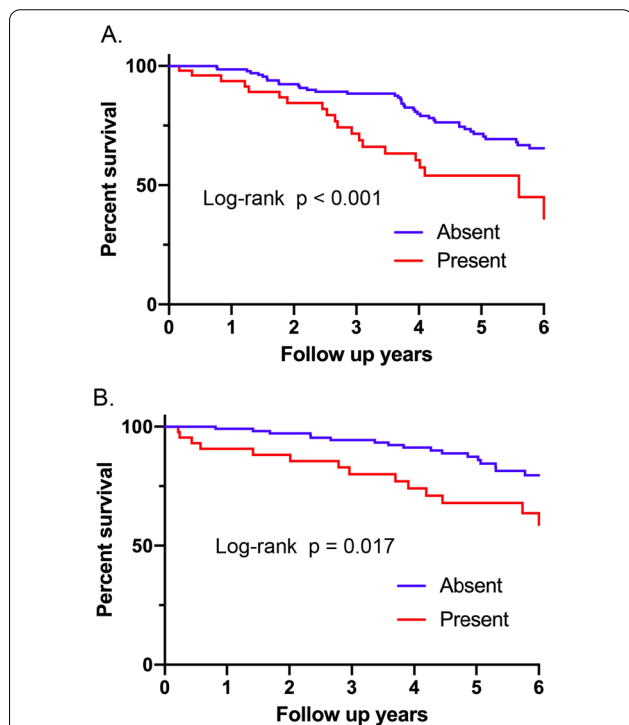 A.
100
50
0
Percent survival
Log-rank p < 0.001
Absent
Present
0 1 2 3 4 5 6
Follow up years
B.
100
50
0
Percent survival
Log-rank p = 0.017
Absent
Present
0 1 2 3 4 5 6
Follow up years